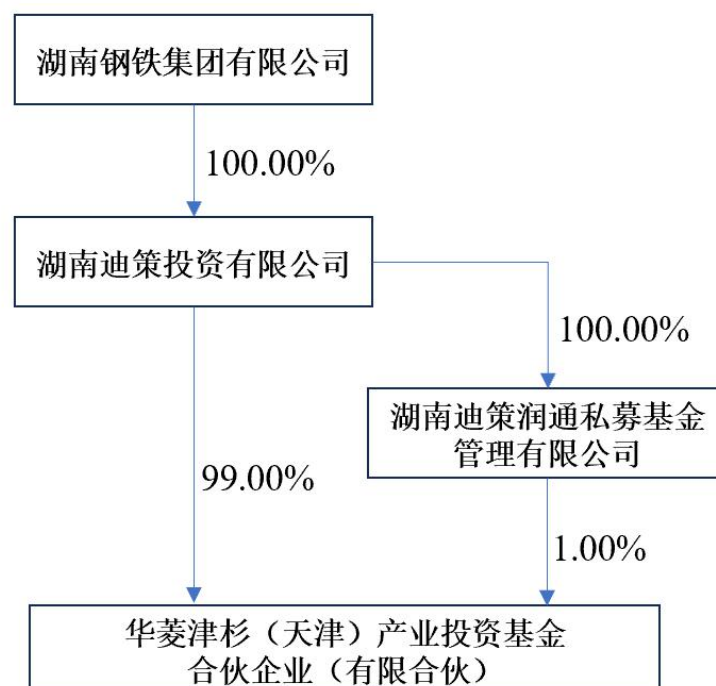 湖南钢铁集团有限公司
100.00%
湖南迪策投资有限公司
100.00%
湖南迪策润通私募基金
管理有限公司
99.00%
1.00%
华菱津杉（天津）产业投资基金
合伙企业（有限合伙）